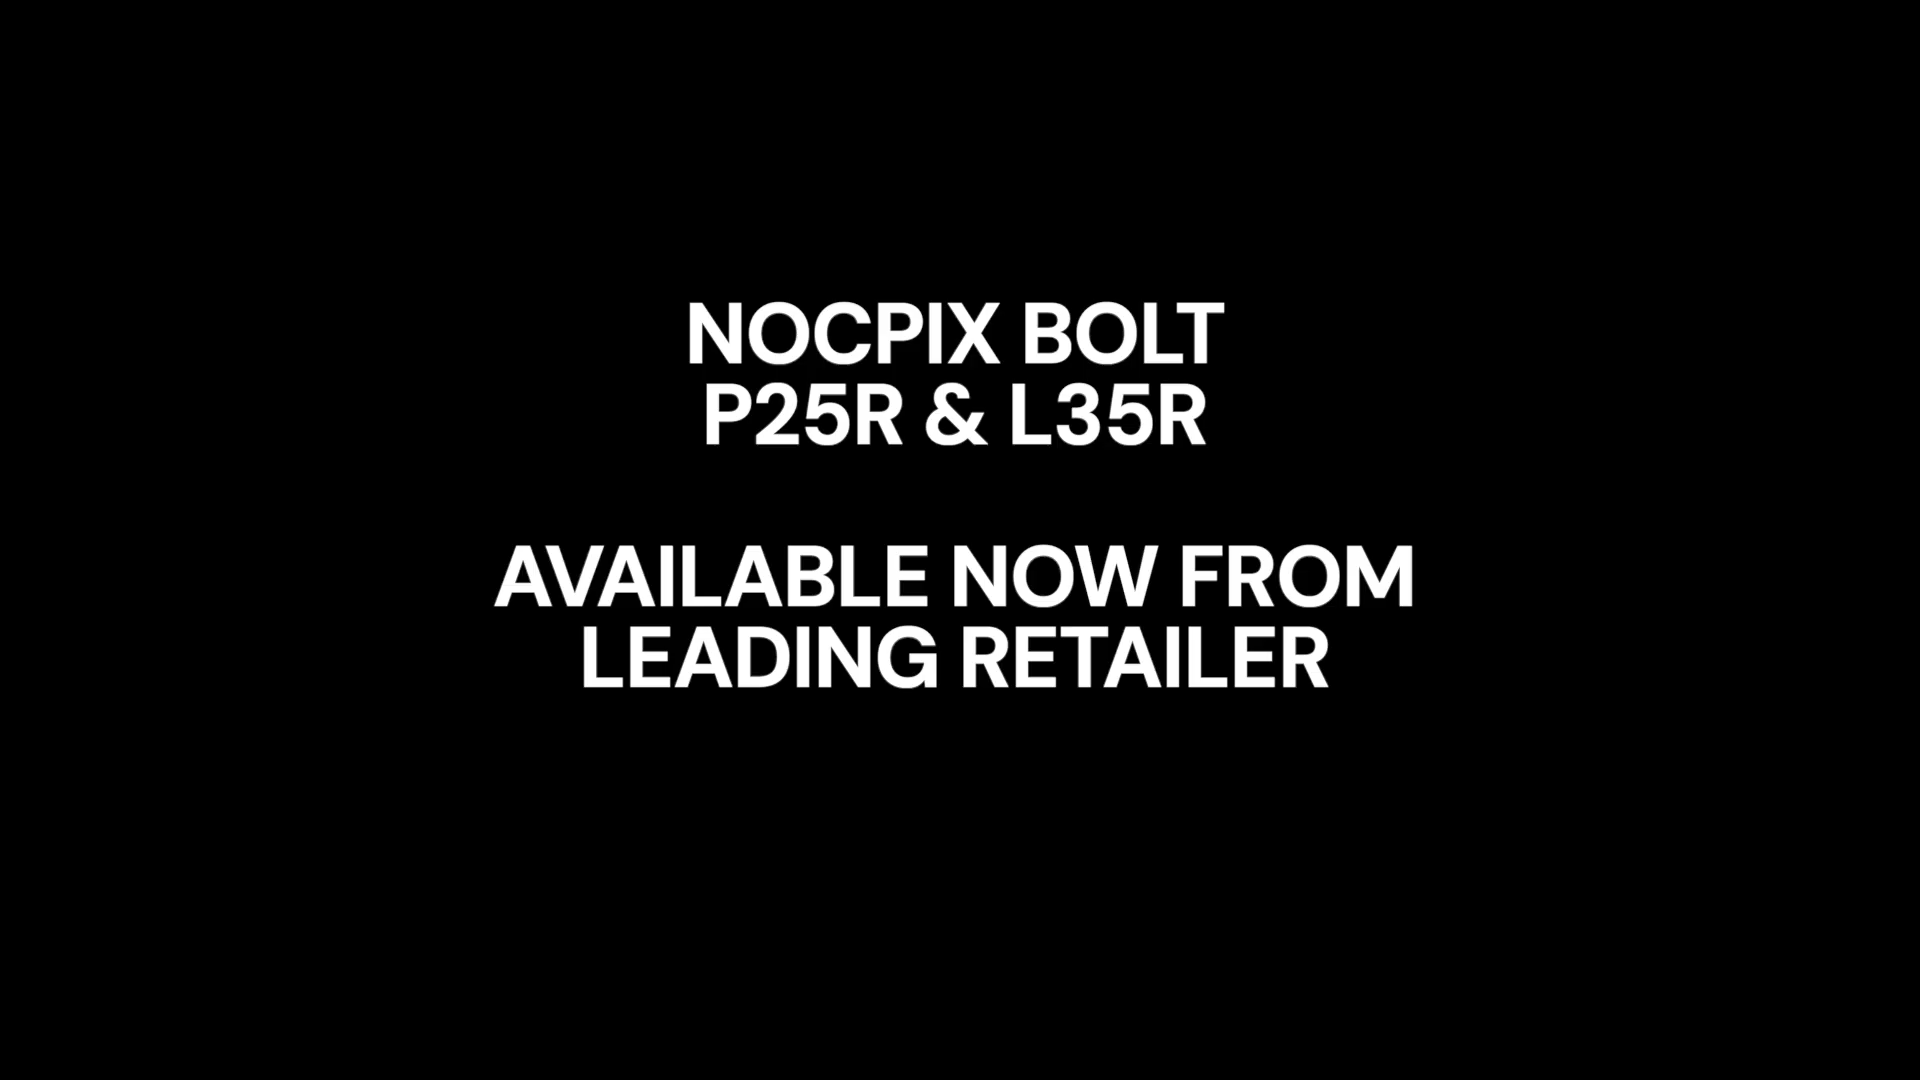 NOCPIX BOLT
P25R & L35R
AVAILABLE NOW FROM
LEADING RETAILER